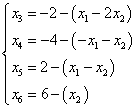 x₃ = −2 − (x₁ − 2x₂)
x₄ = −4 − (−x₁ − x₂)
x₅ = 2 − (x₁ − x₂)
x₆ = 6 − (x₂)